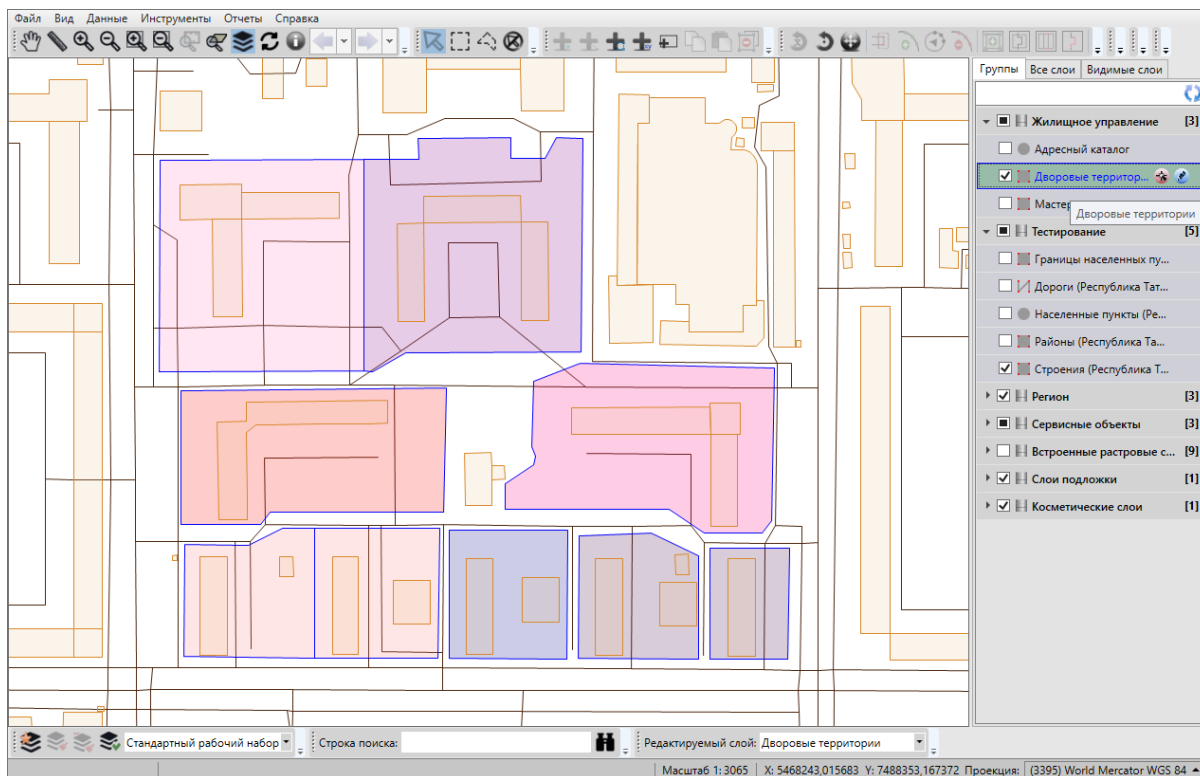 Файл Вид Данные Инструменты Отчеты Справка
Группы Все слои Видимые слои
Жилищное управление [3]
Адресный каталог
Дворовые территор...
Мастер
Дворовые территории
Тестирование [5]
Границы населенных пу...
Дороги (Республика Тат...
Населенные пункты (Ре...
Районы (Республика Та...
Строения (Республика Т...
Регион [3]
Сервисные объекты [3]
Встроенные растровые с... [9]
Слои подложки [1]
Косметические слои [1]
Стандартный рабочий набор Строка поиска: Редактируемый слой: Дворовые территории
Масштаб 1: 3065 X: 5468243,015683 Y: 7488353,167372 Проекция: (3395) World Mercator WGS 84